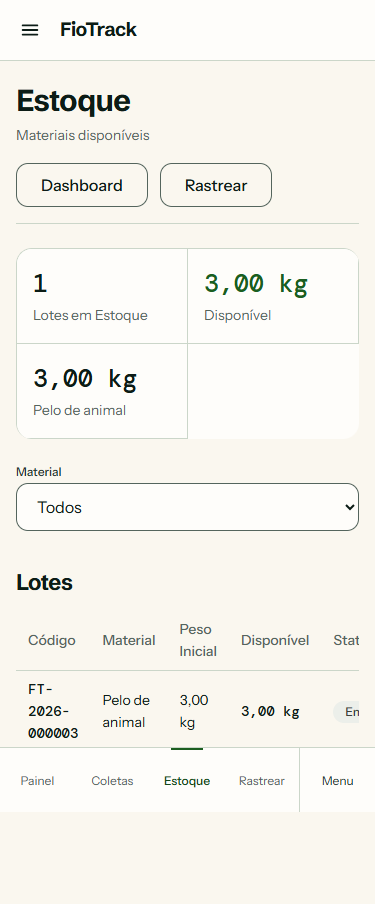 FioTrack
Estoque
Materiais disponíveis
Dashboard
Rastrear
1
Lotes em Estoque
3,00 kg
Disponível
3,00 kg
Pelo de animal
Material
Todos
Lotes
Código
Material
Peso
Inicial
Disponível
Stat
FT-
2026-
000003
Pelo de
animal
3,00
kg
3,00 kg
En
Painel
Coletas
Estoque
Rastrear
Menu